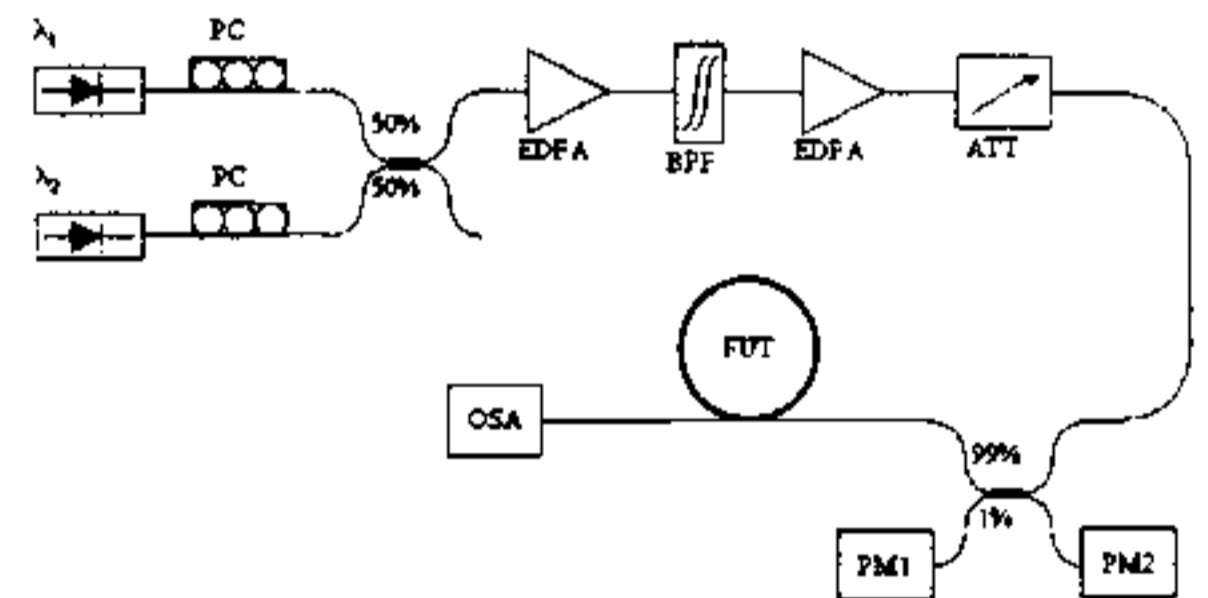 λ1
PC
50%
EDFA
BPF
EDFA
ATT
λ2
PC
50%
FUT
OSA
99%
1%
PM1
PM2